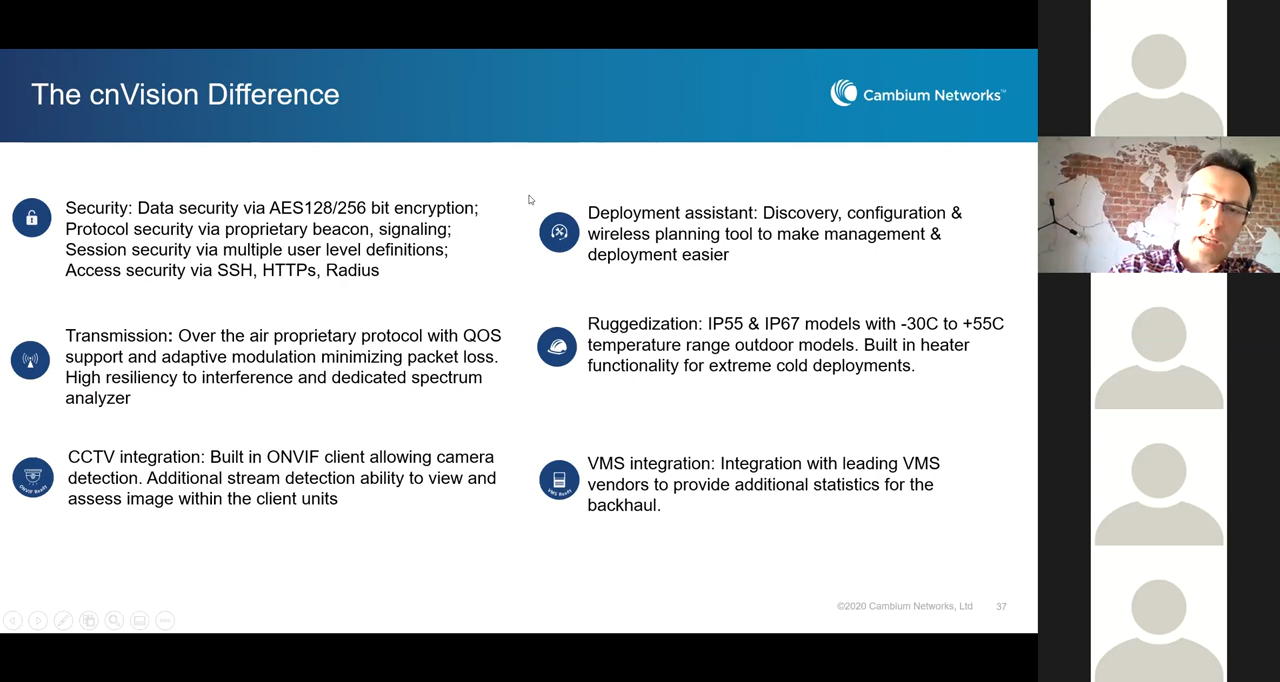 The cnVision Difference
Cambium Networks™
Security: Data security via AES128/256 bit encryption;
Protocol security via proprietary beacon, signaling;
Session security via multiple user level definitions;
Access security via SSH, HTTPs, Radius
Transmission: Over the air proprietary protocol with QOS
support and adaptive modulation minimizing packet loss.
High resiliency to interference and dedicated spectrum
analyzer
ONVIF Ready
CCTV integration: Built in ONVIF client allowing camera
detection. Additional stream detection ability to view and
assess image within the client units
Deployment assistant: Discovery, configuration &
wireless planning tool to make management &
deployment easier
Ruggedization: IP55 & IP67 models with -30C to +55C
temperature range outdoor models. Built in heater
functionality for extreme cold deployments.
VMS Ready
VMS integration: Integration with leading VMS
vendors to provide additional statistics for the
backhaul.
©2020 Cambium Networks, Ltd 37